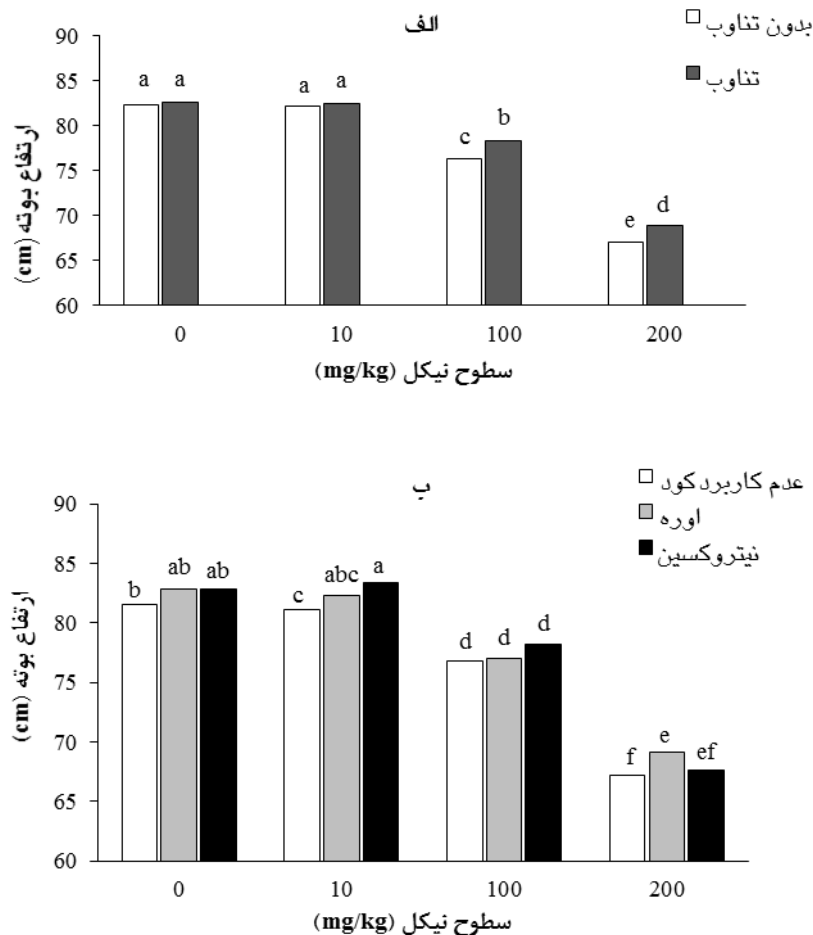 الف
بدون تناوب
تناوب
ارتفاع بوته (cm)
90
85
80
75
70
65
60
a a a a c b e d
0 10 100 200
سطوح نیکل (mg/kg)
ب
عدم کاربرد کود
اوره
نیتروکسین
ارتفاع بوته (cm)
90
85
80
75
70
65
60
b ab ab c abc a d d d f e ef
0 10 100 200
سطوح نیکل (mg/kg)